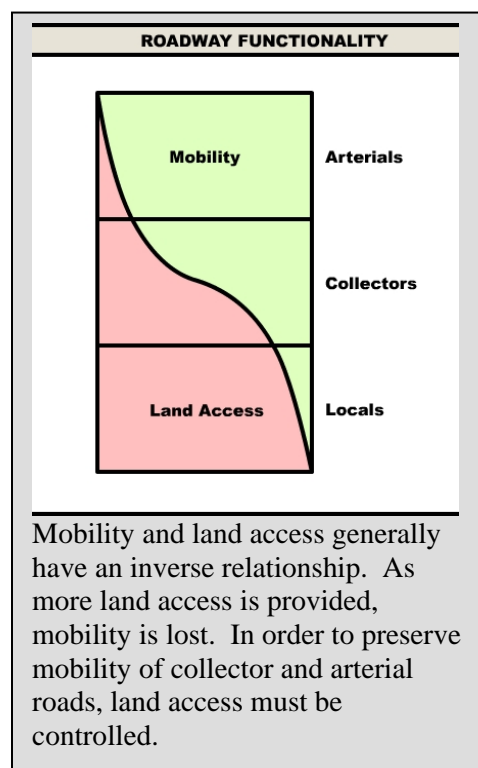 ROADWAY FUNCTIONALITY
Mobility
Arterials
Collectors
Land Access
Locals
Mobility and land access generally
have an inverse relationship.  As
more land access is provided,
mobility is lost.  In order to preserve
mobility of collector and arterial
roads, land access must be
controlled.